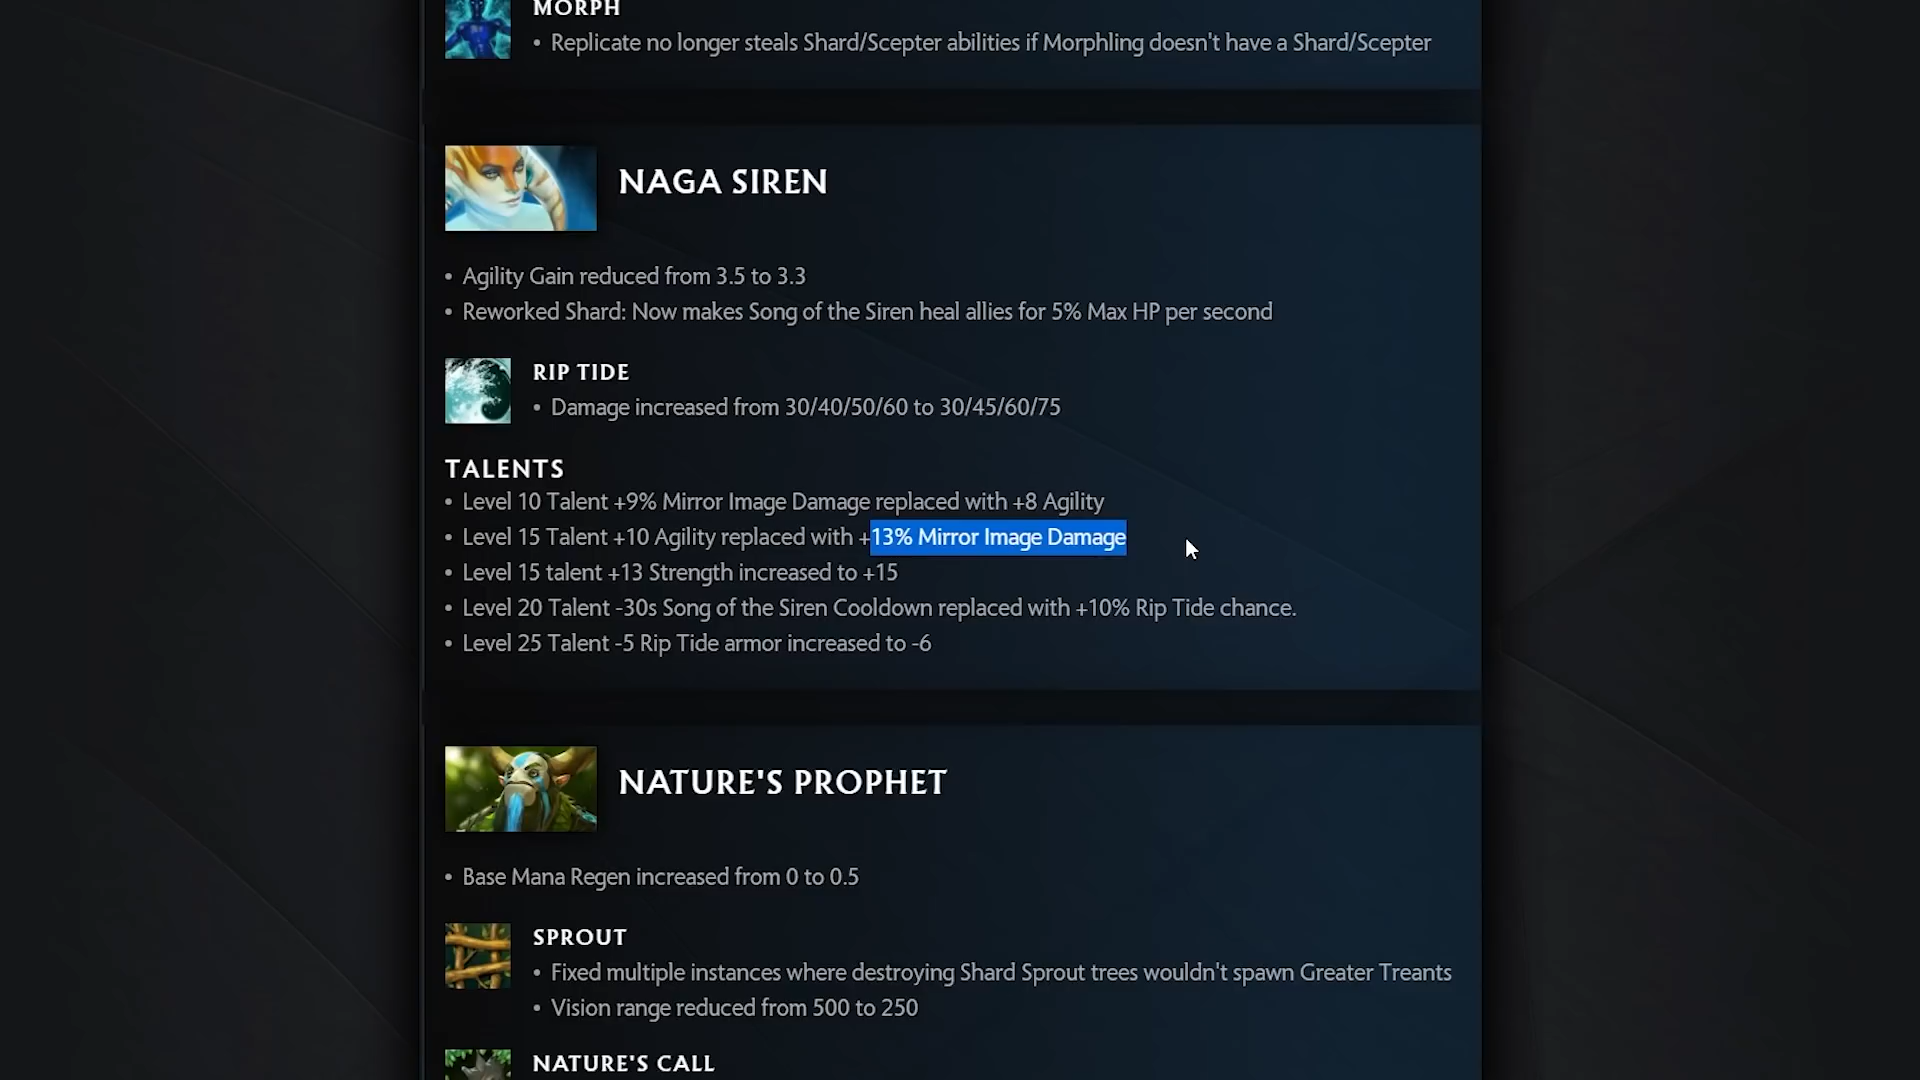 MORPH
• Replicate no longer steals Shard/Scepter abilities if Morphling doesn't have a Shard/Scepter
NAGA SIREN
• Agility Gain reduced from 3.5 to 3.3
• Reworked Shard: Now makes Song of the Siren heal allies for 5% Max HP per second
RIP TIDE
• Damage increased from 30/40/50/60 to 30/45/60/75
TALENTS
• Level 10 Talent +9% Mirror Image Damage replaced with +8 Agility
• Level 15 Talent +10 Agility replaced with +13% Mirror Image Damage
• Level 15 talent +13 Strength increased to +15
• Level 20 Talent -30s Song of the Siren Cooldown replaced with +10% Rip Tide chance.
• Level 25 Talent -5 Rip Tide armor increased to -6
NATURE'S PROPHET
• Base Mana Regen increased from 0 to 0.5
SPROUT
• Fixed multiple instances where destroying Shard Sprout trees wouldn't spawn Greater Treants
• Vision range reduced from 500 to 250
NATURE'S CALL